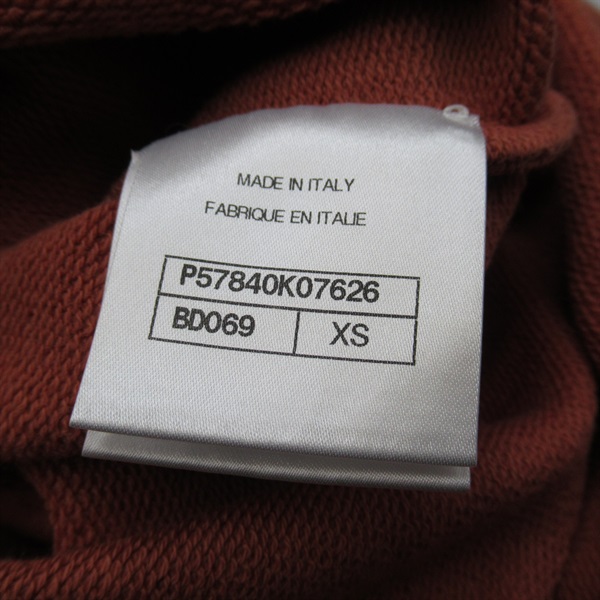 MADE IN ITALY
FABRIQUE EN ITALIE
P57840K07626
BD069 XS